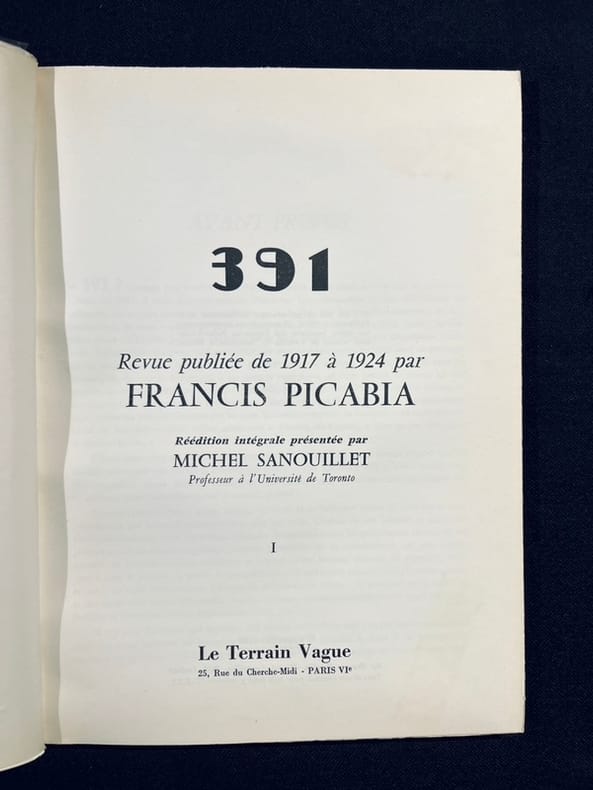 391
Revue publiée de 1917 à 1924 par
FRANCIS PICABIA
Réédition intégrale présentée par
MICHEL SANOUILLET
Professeur à l'Université de Toronto
I
Le Terrain Vague
25, Rue du Cherche-Midi - PARIS VIᵉ